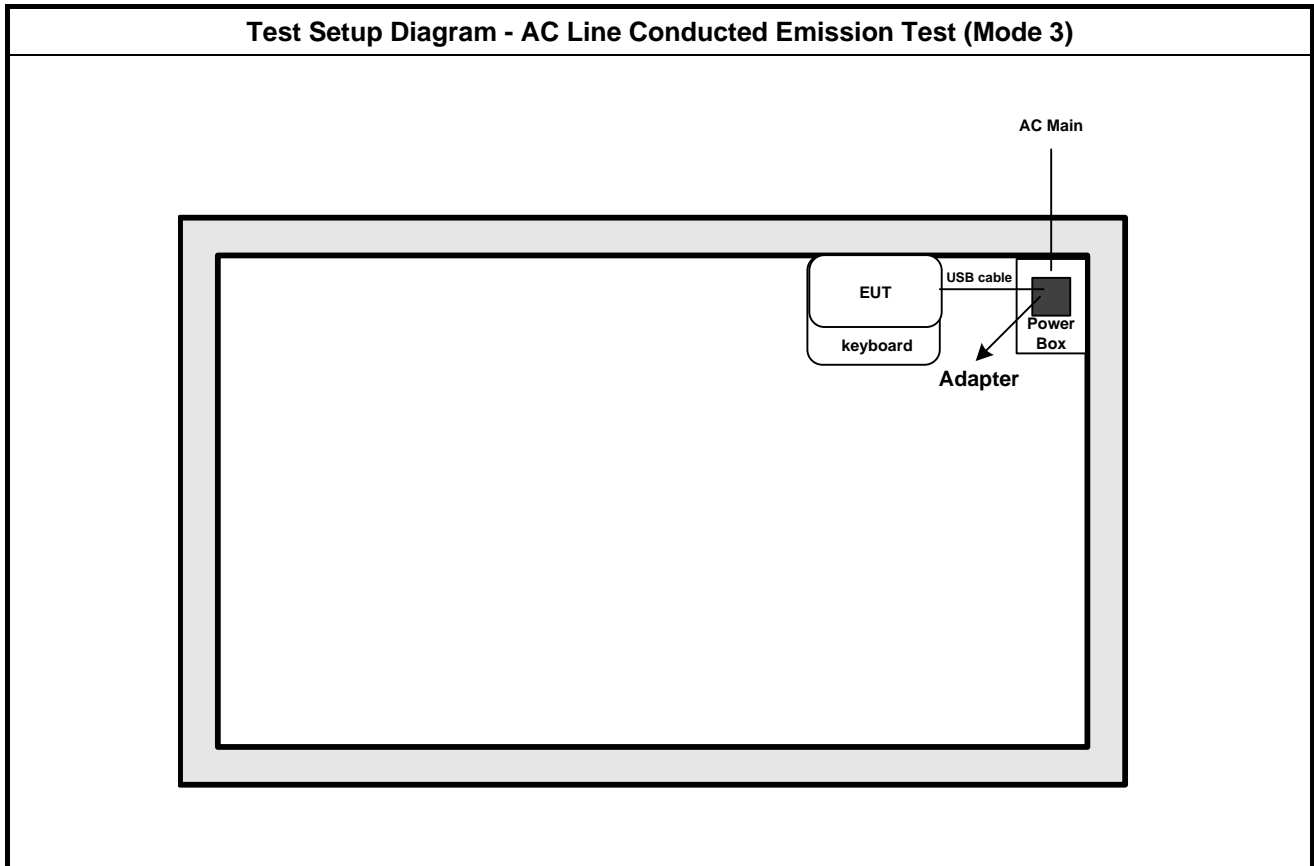 Test Setup Diagram - AC Line Conducted Emission Test (Mode 3)
AC Main
EUT
USB cable
Power
Box
keyboard
Adapter